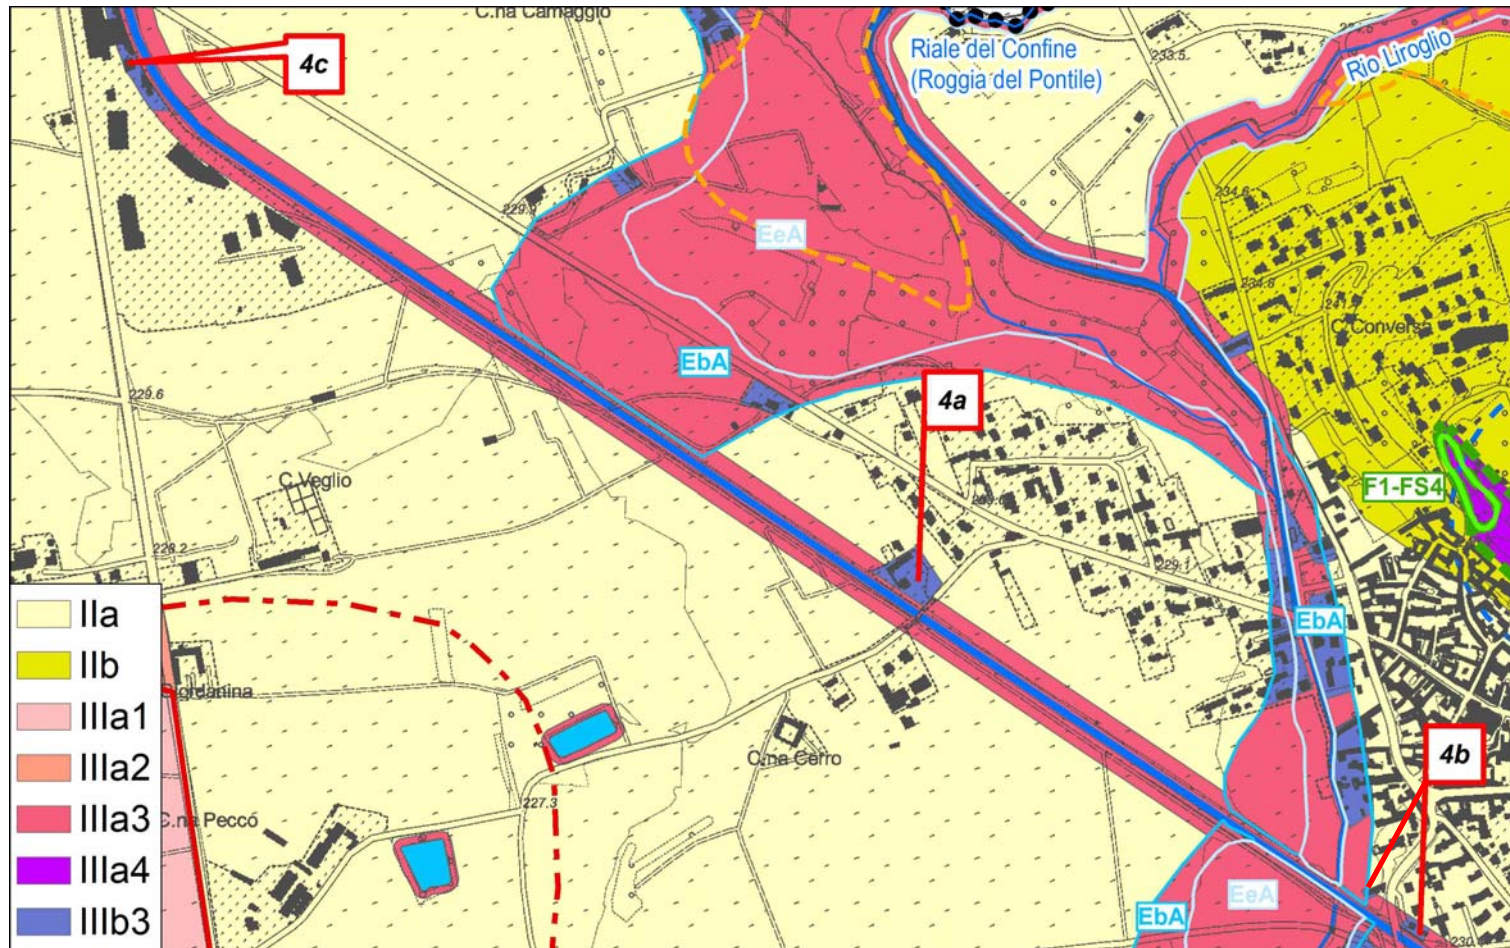 C.na Camaggio
4c
Riale del Confine
(Roggia del Pontile)
233.5
Rio Liroglio
234.6
229.9
EeA
234.8
C.Conversa
EbA
4a
229.6
C.Veglio
F1-FS4
228.2
229.1
EbA
IIa
IIb
IIIa1
IIIa2
IIIa3
IIIa4
IIIb3
C.na Cerro
4b
227.3
C.na Peccó
EeA
EbA